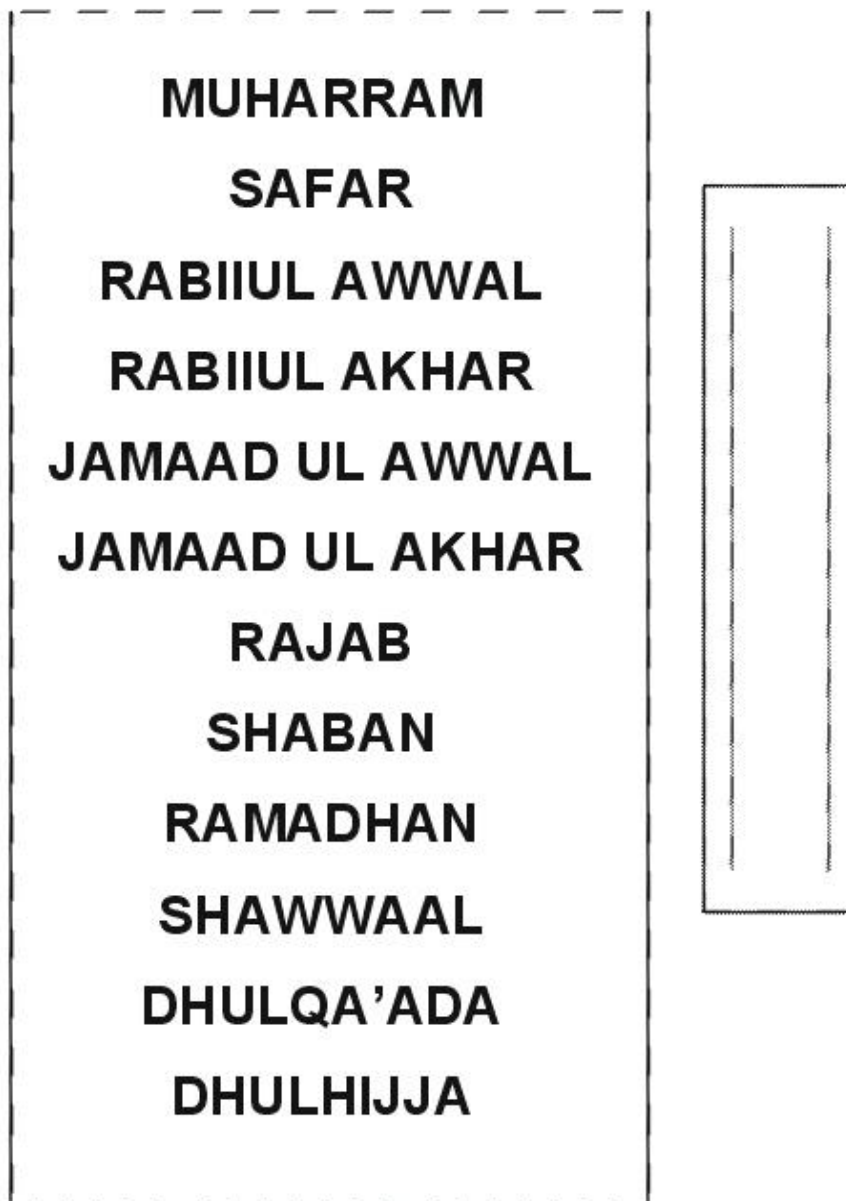 MUHARRAM
SAFAR
RABIIUL AWWAL
RABIIUL AKHAR
JAMAAD UL AWWAL
JAMAAD UL AKHAR
RAJAB
SHABAN
RAMADHAN
SHAWWAAL
DHULQA’ADA
DHULHIJJA